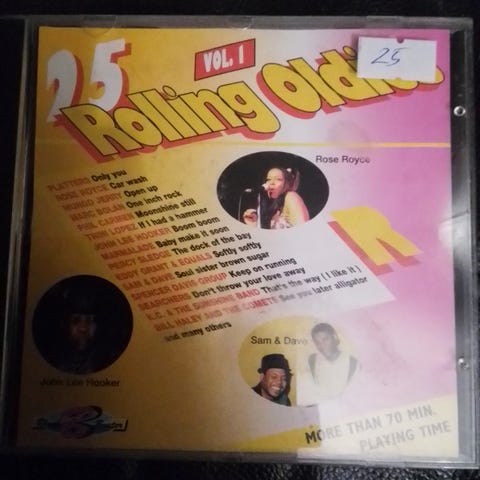 25
VOL. 1
25
Rolling Oldies
Rose Royce
PLATTERS Only you
ROSE ROYCE Car wash
MUNGO JERRY Open up
MARC BOLAN One inch rock
PHIL CARMEN Moonshine still
TRINI LOPEZ If I had a hammer
JOHN LEE HOOKER Boom boom
MARMALADE Baby make it soon
PERCY SLEDGE The dock of the bay
EDDY GRANT & EQUALS Softly softly
SAM & DAVE Soul sister brown sugar
SPENCER DAVIS GROUP Keep on running
SEARCHERS Don't throw your love away
K.C. & THE SUNSHINE BAND That's the way [ I like it ]
BILL HALEY AND THE COMETS See you later alligator
and many others
R
John Lee Hooker
Sam & Dave
MORE THAN 70 MIN.
PLAYING TIME